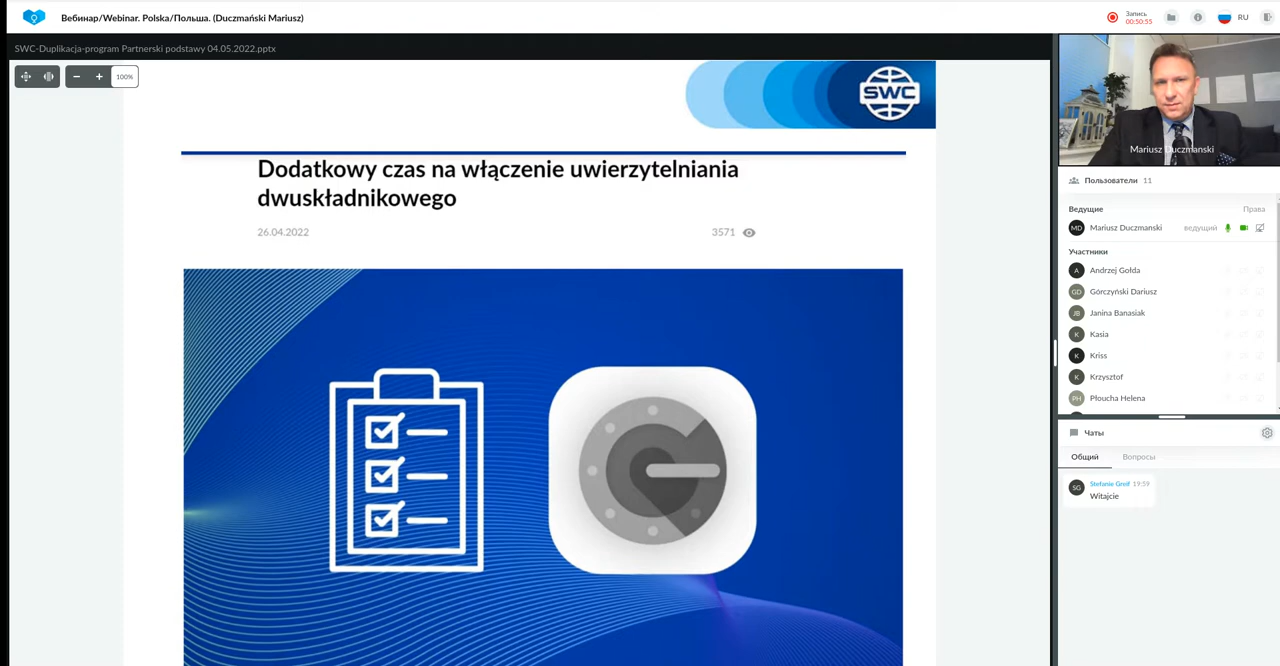 Вебинар/Webinar. Polska/Польша. (Duczmański Mariusz)
Запись
00:50:55
RU
SWC-Duplikacja-program Partnerski podstawy 04.05.2022.pptx
100%
SWC
Dodatkowy czas na włączenie uwierzytelniania
dwuskładnikowego
26.04.2022
3571
Mariusz Duczmanski
Пользователи 11
Ведущие Права
MD Mariusz Duczmanski ведущий
Участники
A Andrzej Gołda
GD Górczyński Dariusz
JB Janina Banasiak
K Kasia
K Kriss
K Krzysztof
PH Płoucha Helena
Чаты
Общий Вопросы
SG Stefanie Greif 19:59
Witajcie